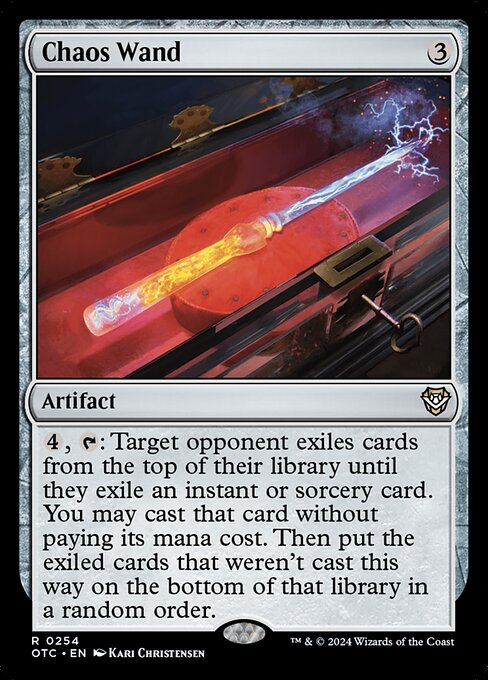 Chaos Wand 3
Artifact
4, : Target opponent exiles cards
from the top of their library until
they exile an instant or sorcery card.
You may cast that card without
paying its mana cost. Then put the
exiled cards that weren't cast this
way on the bottom of that library in
a random order.
R 0254
OTC • EN Kari Christensen
™ & © 2024 Wizards of the Coast